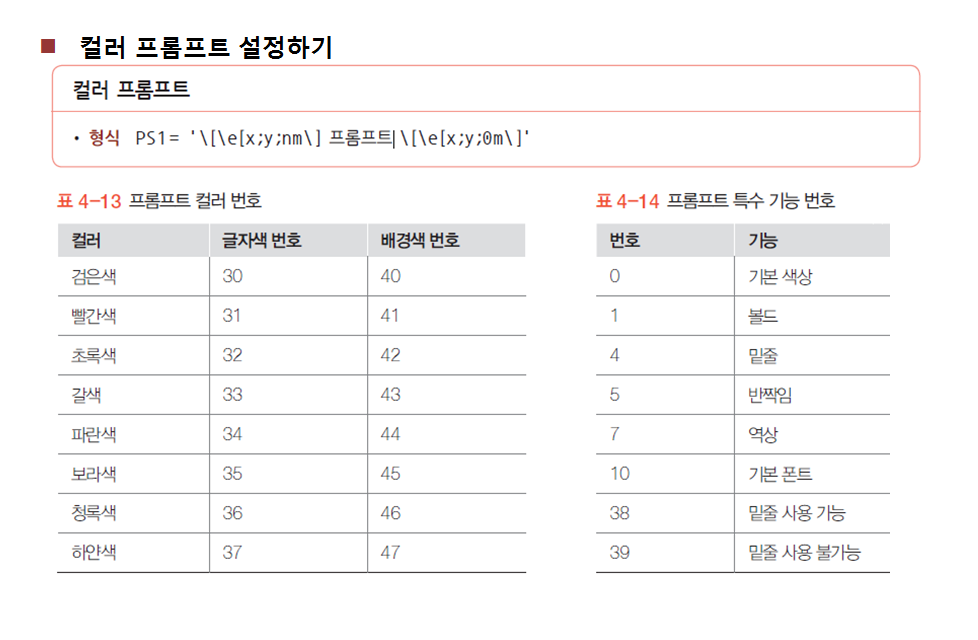 컬러 프롬프트 설정하기
컬러 프롬프트
• 형식 PS1= '\[\e[x;y;nm\] 프롬프트 \[\e[x;y;0m\]'
표 4-13 프롬프트 컬러 번호
컬러 글자색 번호 배경색 번호
검은색 30 40
빨간색 31 41
초록색 32 42
갈색 33 43
파란색 34 44
보라색 35 45
청록색 36 46
하얀색 37 47
표 4-14 프롬프트 특수 기능 번호
번호 기능
0 기본 색상
1 볼드
4 밑줄
5 반짝임
7 역상
10 기본 폰트
38 밑줄 사용 가능
39 밑줄 사용 불가능